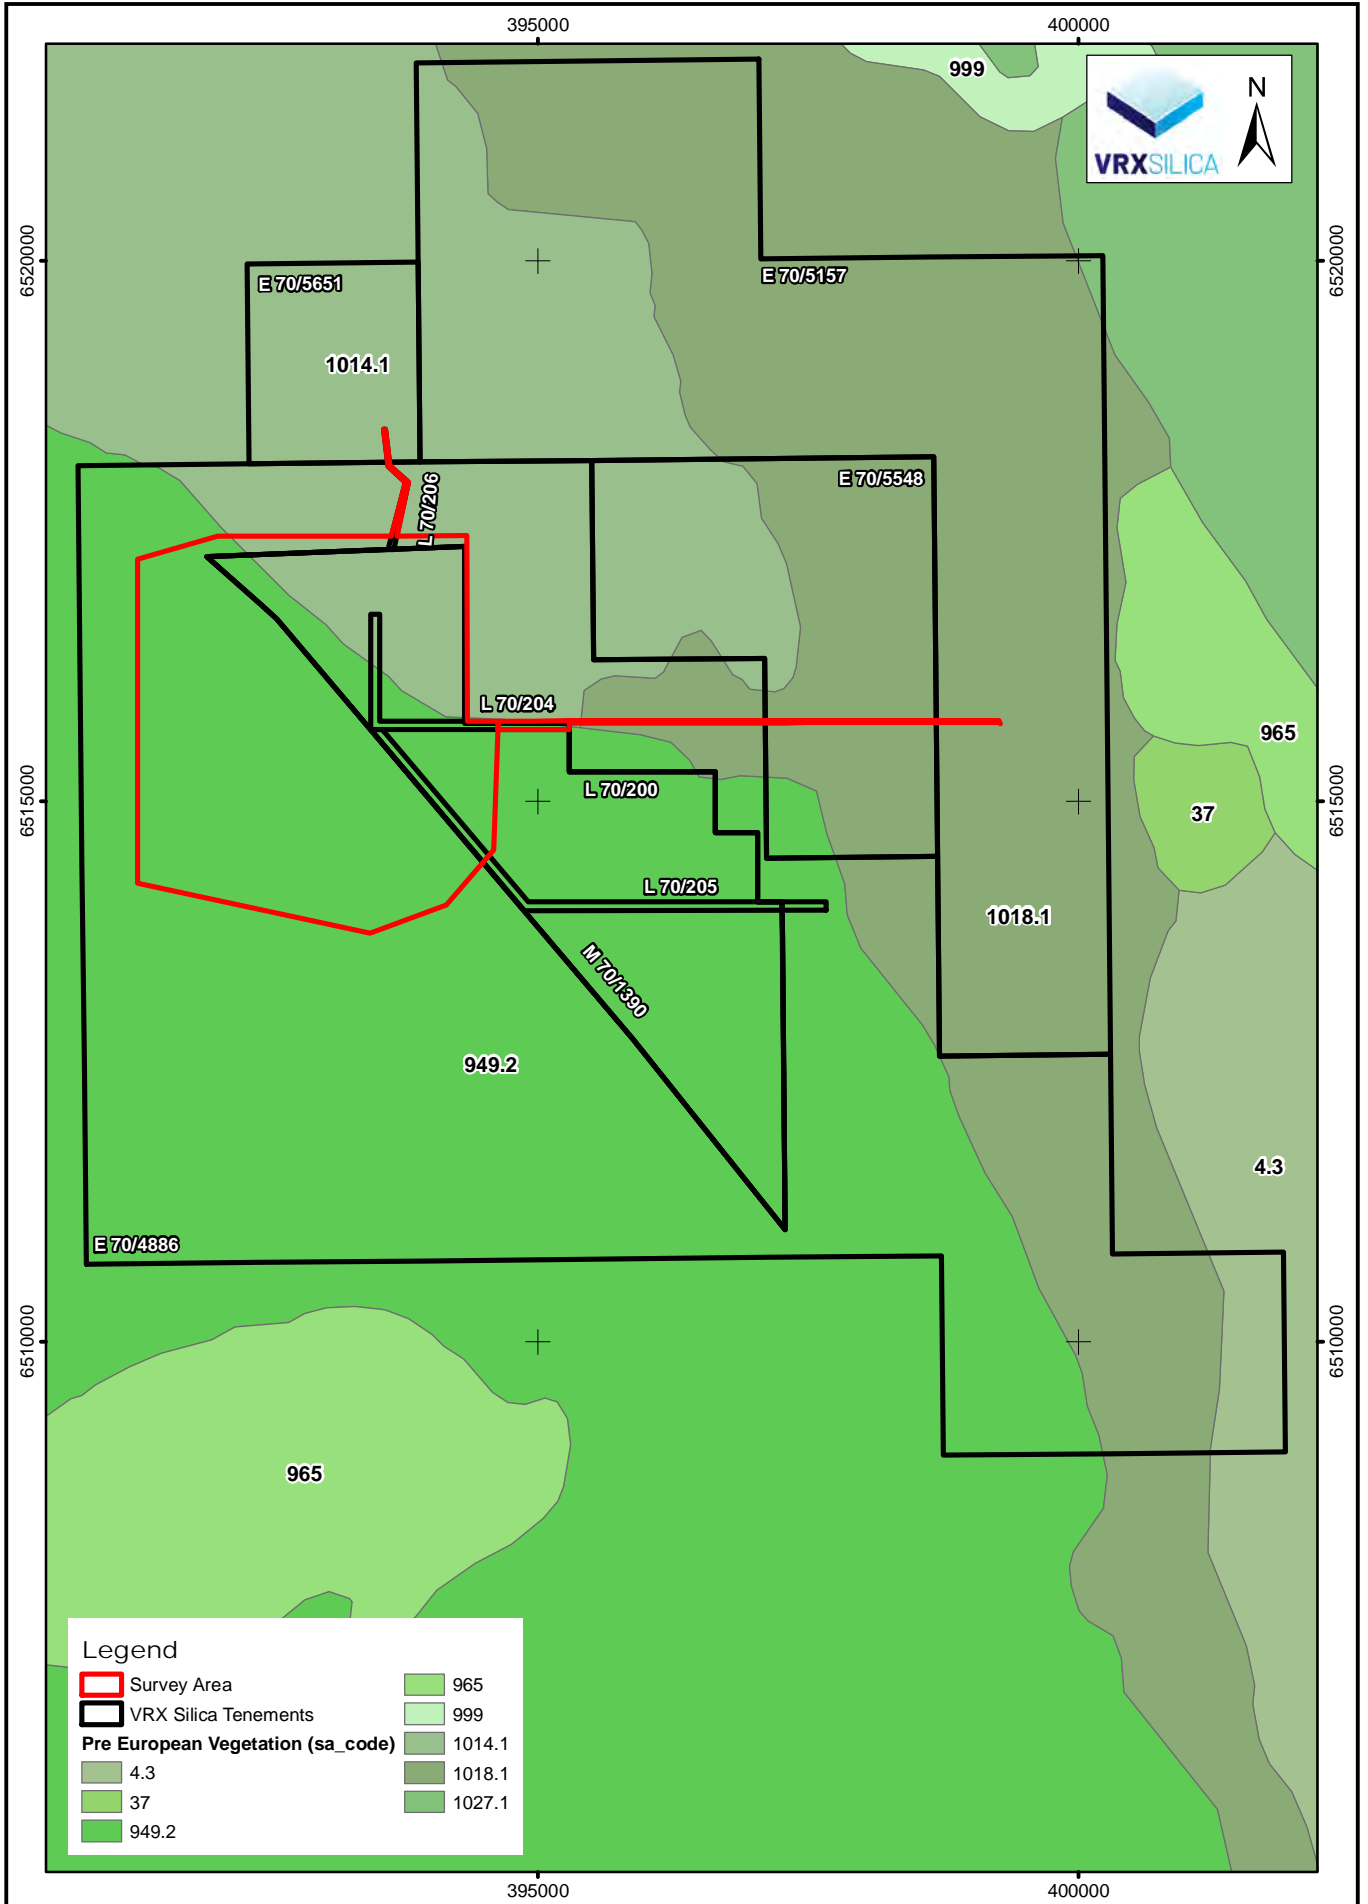 395000
400000
999
N
VRXSILICA
6520000
6520000
E 70/5651
E 70/5157
1014.1
L 70/206
E 70/5548
L 70/204
965
L 70/200
6515000
6515000
37
L 70/205
1018.1
M 70/1390
949.2
4.3
E 70/4886
6510000
6510000
965
Legend
Survey Area
VRX Silica Tenements
Pre European Vegetation (sa_code)
4.3
37
949.2
965
999
1014.1
1018.1
1027.1
395000
400000